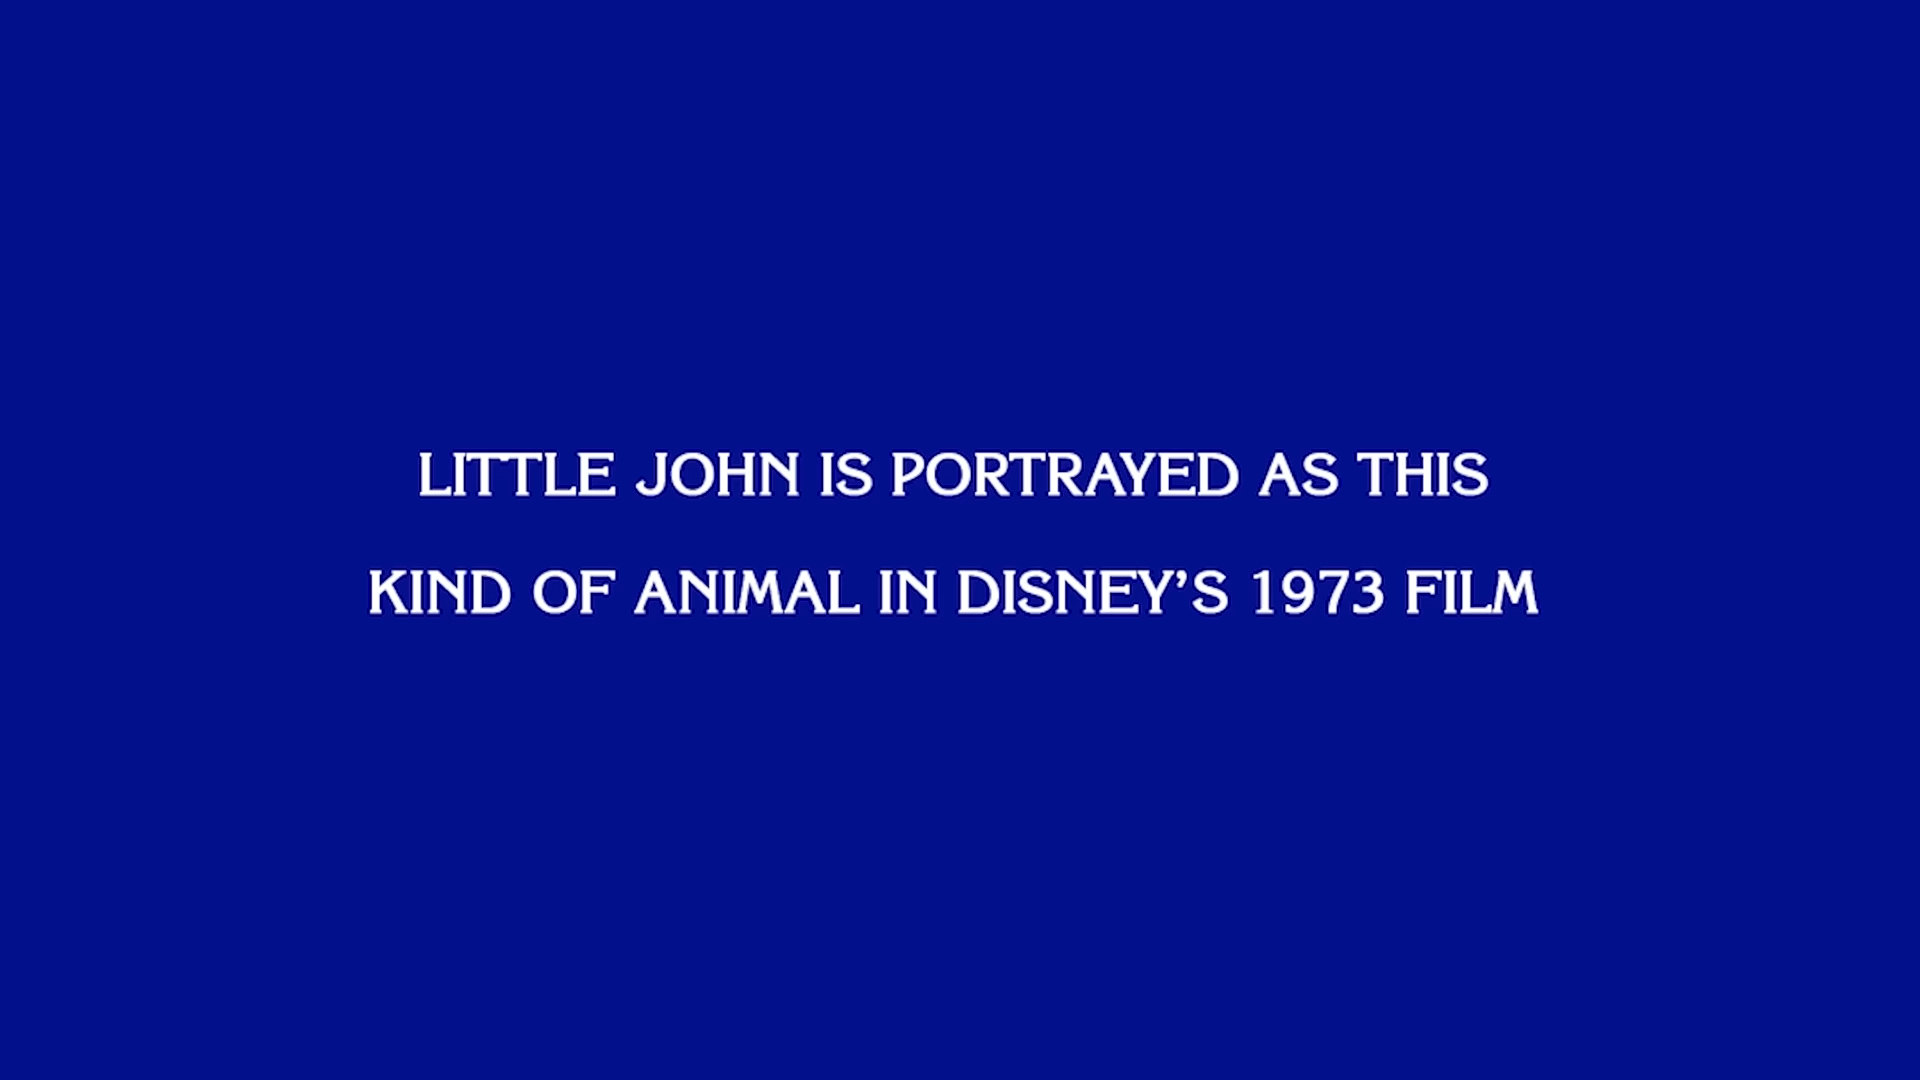 LITTLE JOHN IS PORTRAYED AS THIS
KIND OF ANIMAL IN DISNEY’S 1973 FILM